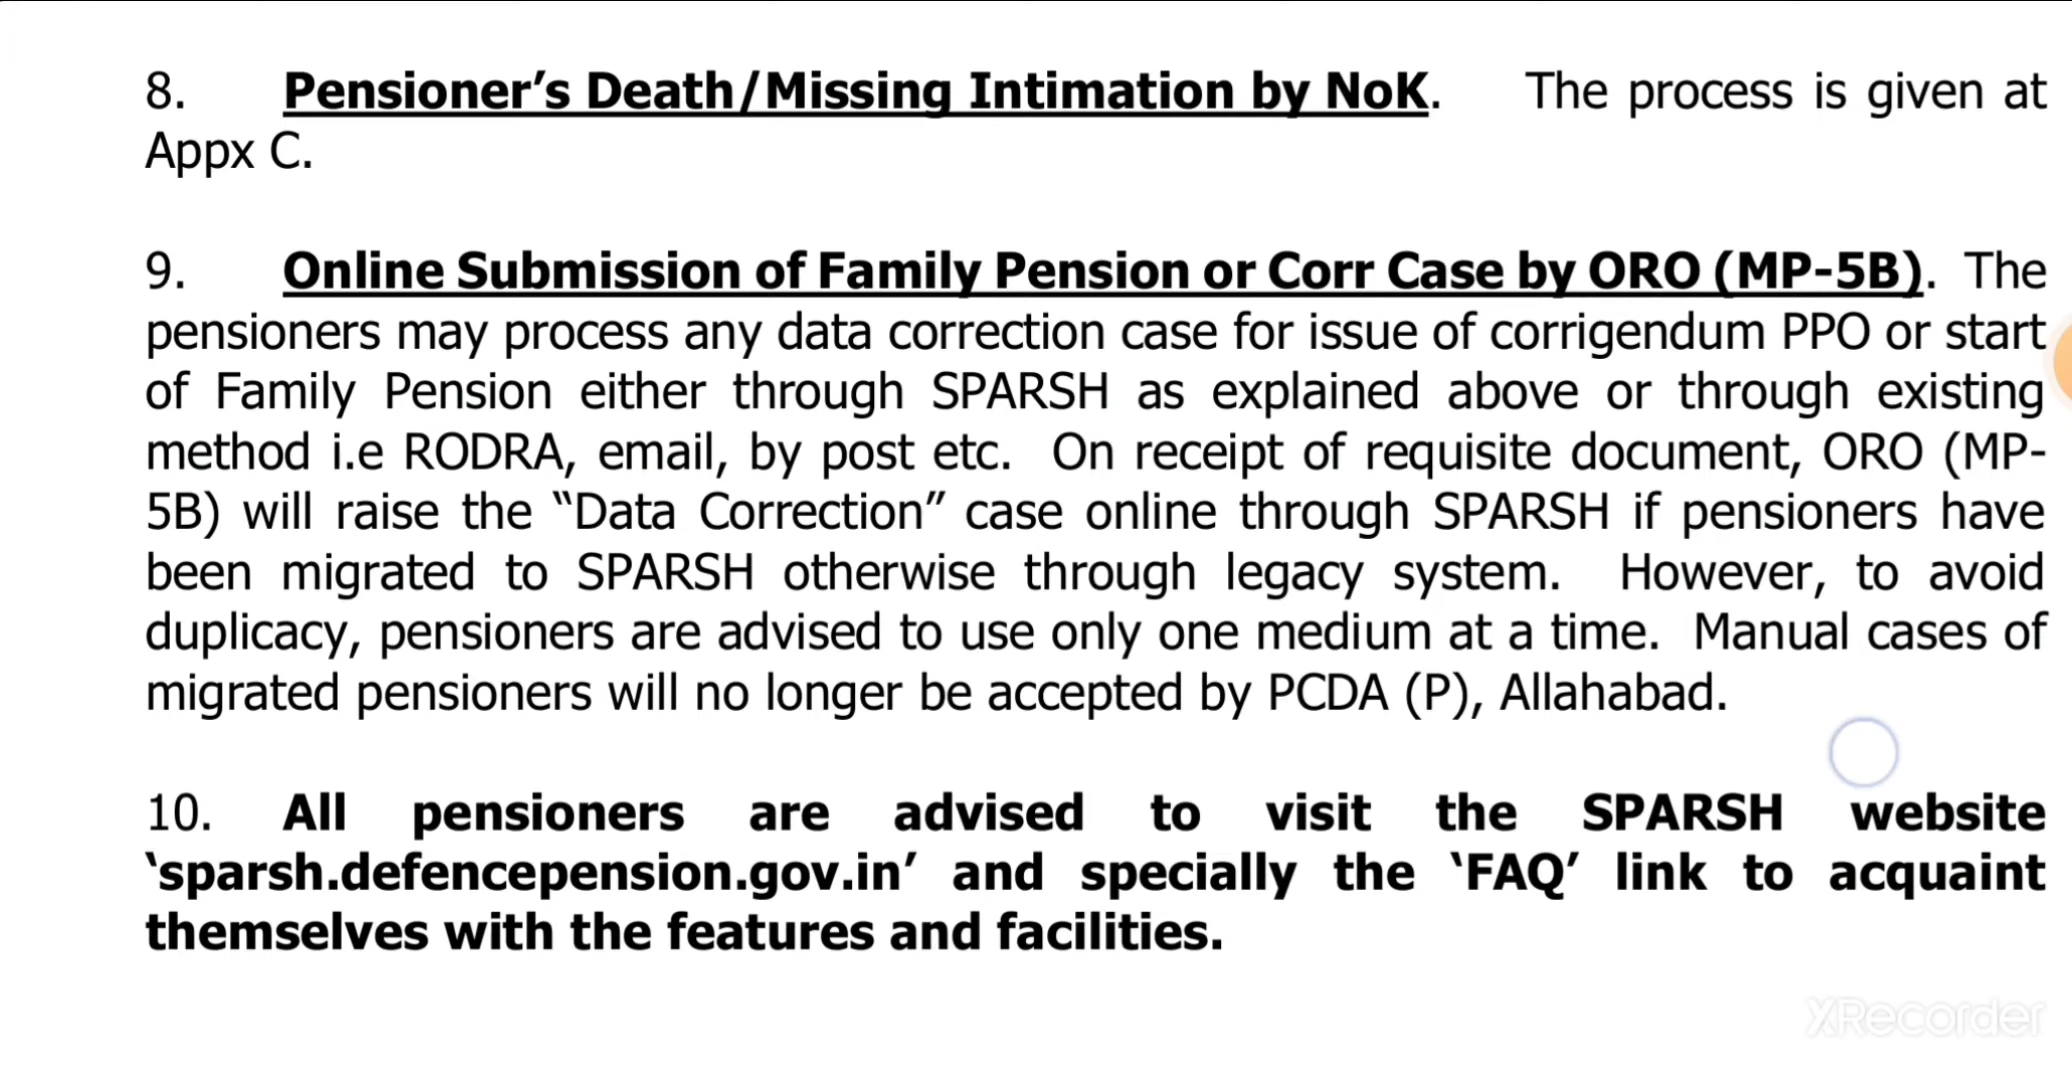 8. Pensioner’s Death/Missing Intimation by NoK. The process is given at
Appx C.
9. Online Submission of Family Pension or Corr Case by ORO (MP-5B). The
pensioners may process any data correction case for issue of corrigendum PPO or start
of Family Pension either through SPARSH as explained above or through existing
method i.e RODRA, email, by post etc. On receipt of requisite document, ORO (MP-
5B) will raise the “Data Correction” case online through SPARSH if pensioners have
been migrated to SPARSH otherwise through legacy system. However, to avoid
duplicacy, pensioners are advised to use only one medium at a time. Manual cases of
migrated pensioners will no longer be accepted by PCDA (P), Allahabad.
10. All pensioners are advised to visit the SPARSH website
‘sparsh.defencepension.gov.in’ and specially the ‘FAQ’ link to acquaint
themselves with the features and facilities.
XRecorder